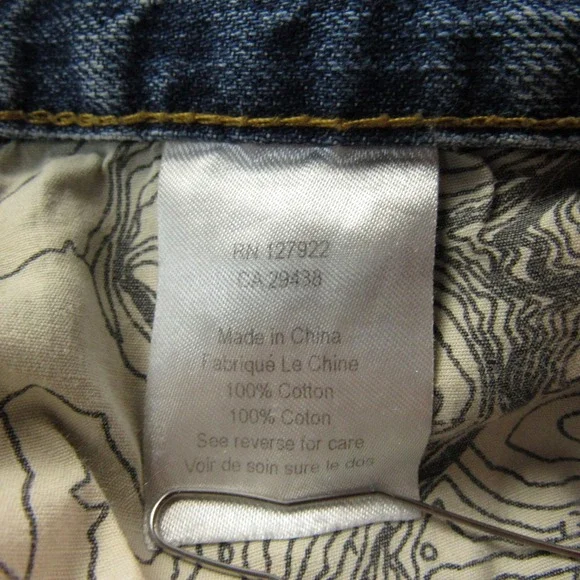 RN 127922
CA 29438
Made in China
Fabriqué Le Chine
100% Cotton
100% Coton
See reverse for care
Voir de soin sure le dos